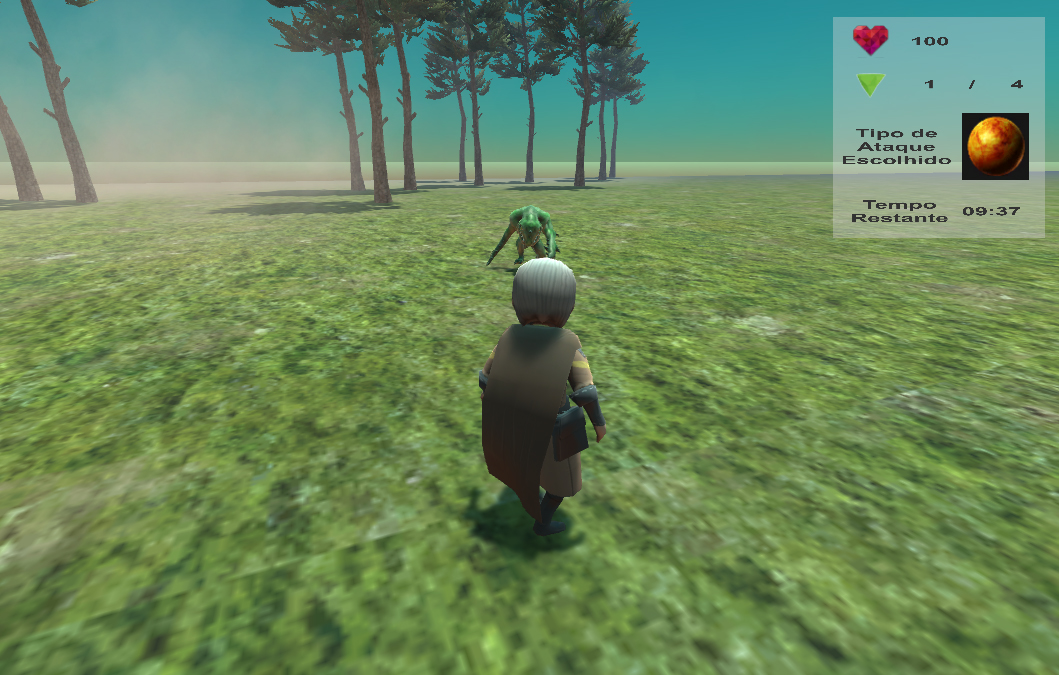 100
1 / 4
Tipo de
Ataque
Escolhido
Tempo
Restante 09:37